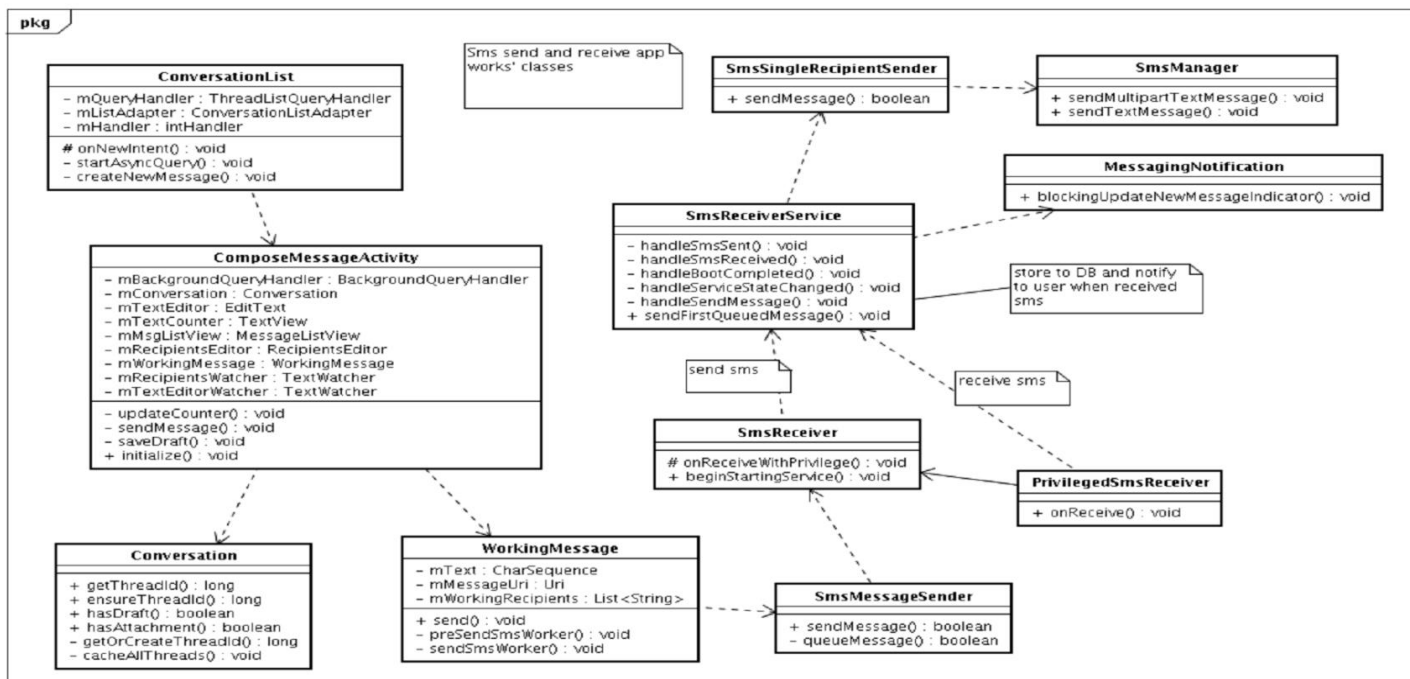 pkg
Sms send and receive app
works' classes
ConversationList
- mQueryHandler : ThreadListQueryHandler
- mListAdapter : ConversationListAdapter
- mHandler : intHandler
# onNewIntent() : void
- startAsyncQuery() : void
- createNewMessage() : void
SmsSingleRecipientSender
+ sendMessage() : boolean
SmsManager
+ sendMultipartTextMessage() : void
+ sendTextMessage() : void
MessagingNotification
+ blockingUpdateNewMessageIndicator() : void
SmsReceiverService
- handleSmsSent() : void
- handleSmsReceived() : void
- handleBootCompleted() : void
- handleServiceStateChanged() : void
- handleSendMessage() : void
+ sendFirstQueuedMessage() : void
store to DB and notify
to user when received
sms
ComposeMessageActivity
- mBackgroundQueryHandler : BackgroundQueryHandler
- mConversation : Conversation
- mTextEditor : EditText
- mTextCounter : TextView
- mMsgListView : MessageListView
- mRecipientsEditor : RecipientsEditor
- mWorkingMessage : WorkingMessage
- mRecipientsWatcher : TextWatcher
- mTextEditorWatcher : TextWatcher
- updateCounter() : void
- sendMessage() : void
- saveDraft() : void
+ initialize() : void
send sms
receive sms
SmsReceiver
# onReceiveWithPrivilege() : void
+ beginStartingService() : void
PrivilegedSmsReceiver
+ onReceive() : void
Conversation
+ getThreadId() : long
+ ensureThreadId() : long
+ hasDraft() : boolean
+ hasAttachment() : boolean
- getOrCreateThreadId() : long
- cacheAllThreads() : void
WorkingMessage
- mText : CharSequence
- mMessageUri : Uri
- mWorkingRecipients : List<String>
+ send() : void
- preSendSmsWorker() : void
- sendSmsWorker() : void
SmsMessageSender
+ sendMessage() : boolean
- queueMessage() : boolean